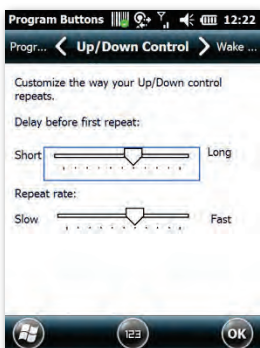 Program Buttons 12:22
Progr... Up/Down Control Wake ...
Customize the way your Up/Down control
repeats.
Delay before first repeat:
Short Long
Repeat rate:
Slow Fast
123 OK